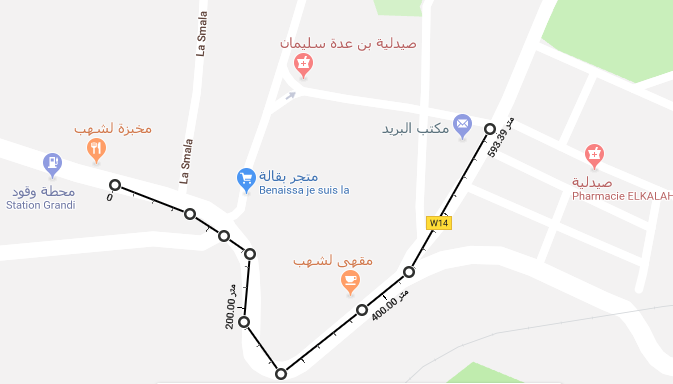 La Smala
صيدلية بن عدة سليمان
مخبزة لشهب
مكتب البريد
593.39 متر
La Smala
محطة وقود
Station Grandi
0
متجر بقالة
Benaissa je suis la
صيدلية
Pharmacie ELKALAH
W14
مقهى لشهب
200.00 متر
400.00 متر